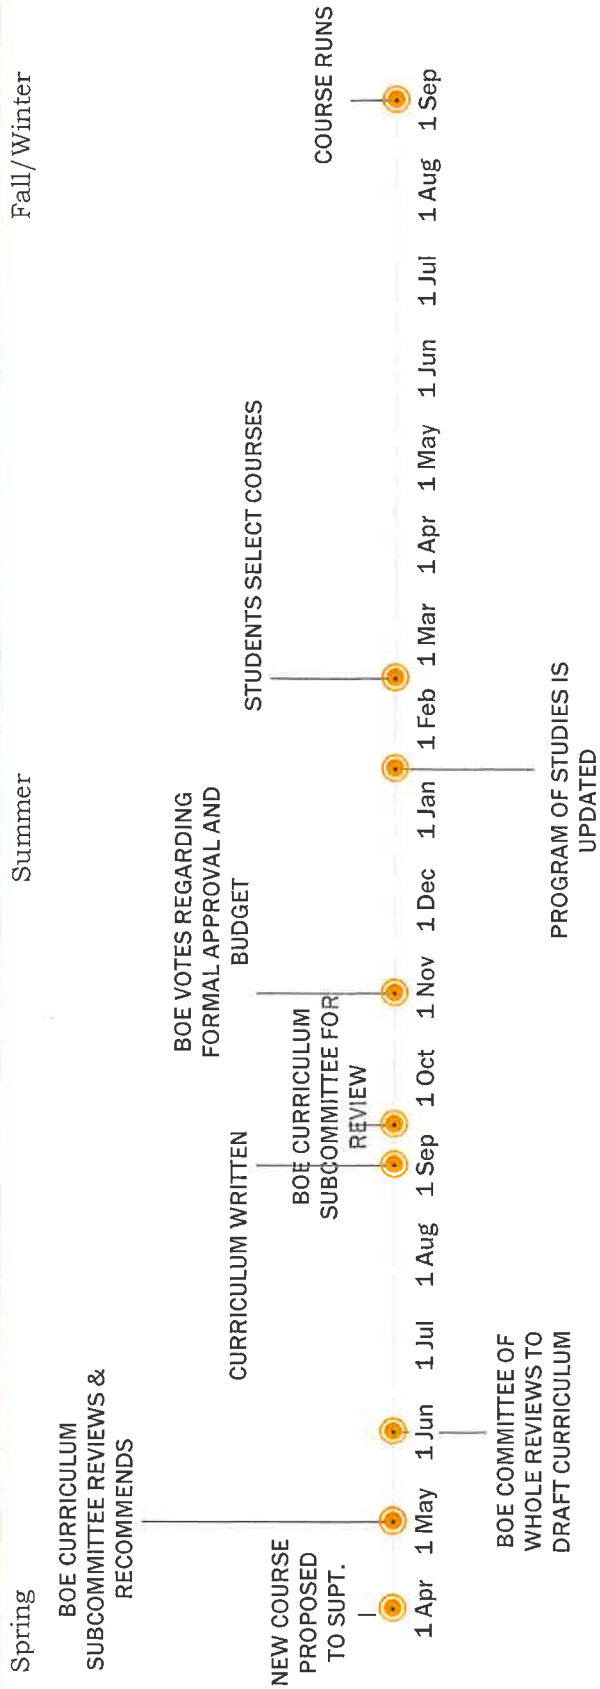 Spring
Summer
Fall/Winter
BOE CURRICULUM
SUBCOMMITTEE REVIEWS &
RECOMMENDS
NEW COURSE
PROPOSED
TO SUPT.
CURRICULUM WRITTEN
BOE CURRICULUM
SUBCOMMITTEE FOR
REVIEW
BOE VOTES REGARDING
FORMAL APPROVAL AND
BUDGET
STUDENTS SELECT COURSES
COURSE RUNS
1 Apr 1 May 1 Jun 1 Jul 1 Aug 1 Sep 1 Oct 1 Nov 1 Dec 1 Jan 1 Feb 1 Mar 1 Apr 1 May 1 Jun 1 Jul 1 Aug 1 Sep
BOE COMMITTEE OF
WHOLE REVIEWS TO
DRAFT CURRICULUM
PROGRAM OF STUDIES IS
UPDATED